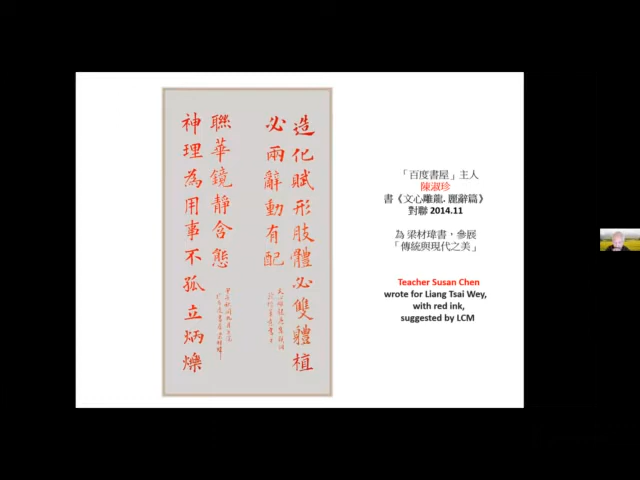 造化賦形肢體必雙體植
必兩辭動有配
神理為用事不孤立炳爍
聯華鏡靜含態
「百度書屋」主人
陳淑珍
書《文心雕龍. 麗辭篇》
對聯 2014.11
為 梁材瑋書，參展
「傳統與現代之美」
Teacher Susan Chen
wrote for Liang Tsai Wey,
with red ink,
suggested by LCM